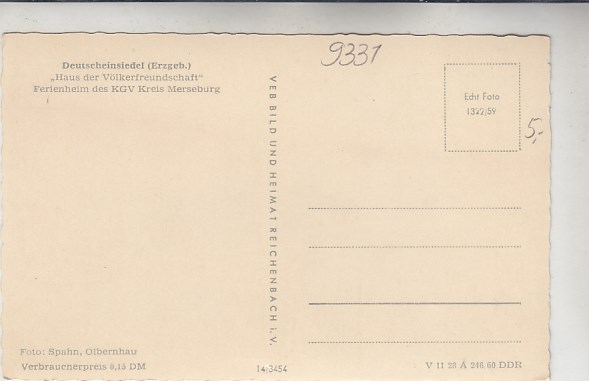 9331
Deutscheinsiedel (Erzgeb.)
„Haus der Völkerfreundschaft“
Ferienheim des KGV Kreis Merseburg
VEB BILD UND HEIMAT REICHENBACH I. V.
Echt Foto
1322/59
5,-
Foto: Spahn, Olbernhau
Verbrauerpreis 0,15 DM
14-3454
V 11 28 A 246 60 DDR